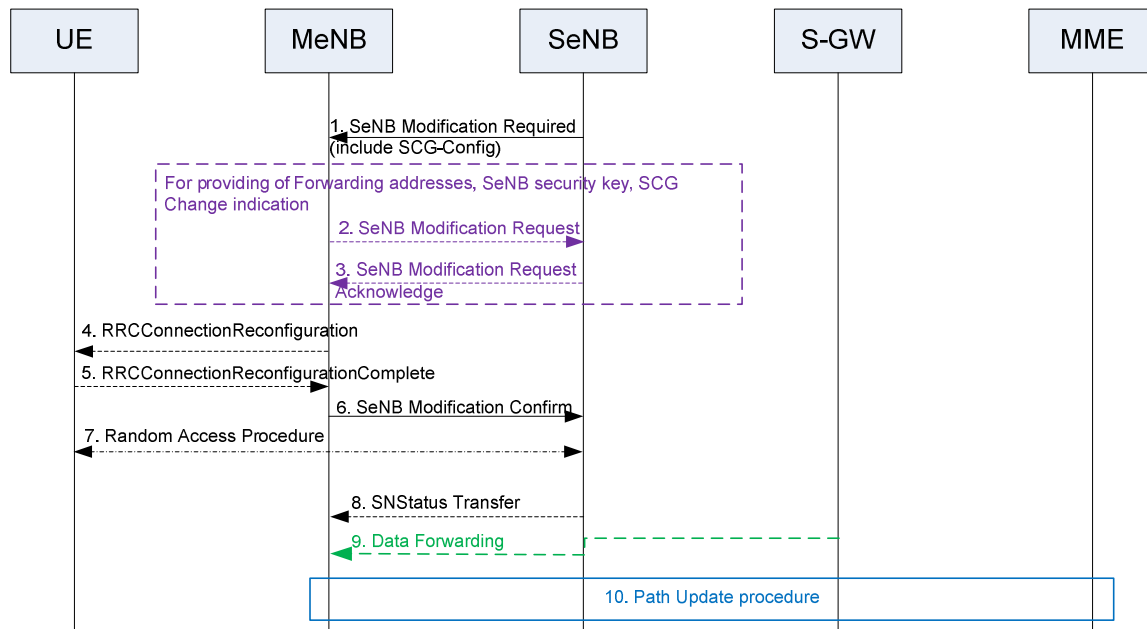 UE
MeNB
SeNB
S-GW
MME
1. SeNB Modification Required
(include SCG-Config)
For providing of Forwarding addresses, SeNB security key, SCG
Change indication
2. SeNB Modification Request
3. SeNB Modification Request
Acknowledge
4. RRCConnectionReconfiguration
5. RRCConnectionReconfigurationComplete
6. SeNB Modification Confirm
7. Random Access Procedure
8. SNStatus Transfer
9. Data Forwarding
10. Path Update procedure